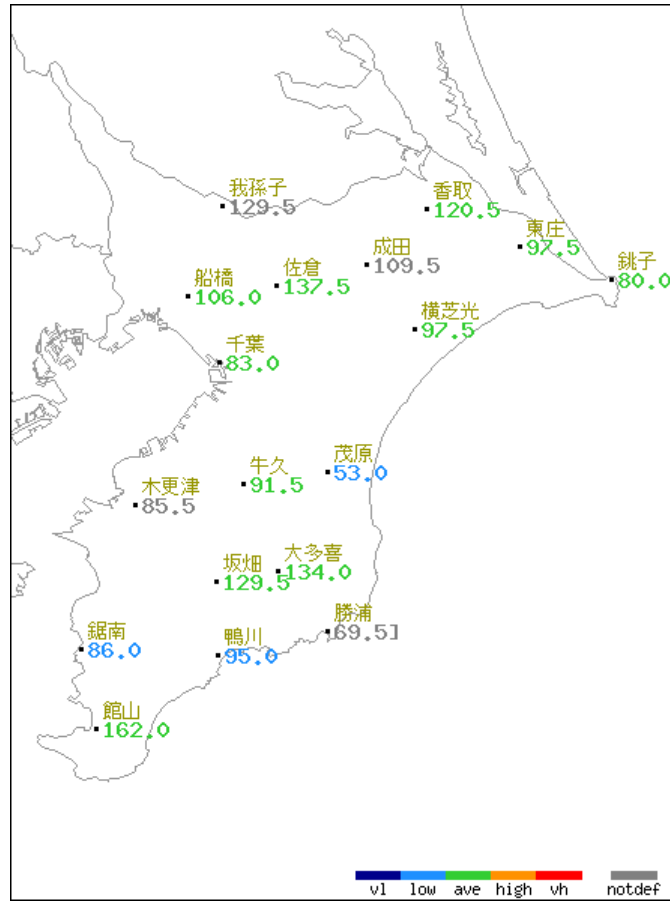 我孫子
129.5
香取
120.5
東庄
97.5
成田
109.5
銚子
80.0
船橋
106.0
佐倉
137.5
横芝光
97.5
千葉
83.0
茂原
53.0
牛久
91.5
木更津
85.5
大多喜
134.0
坂畑
129.5
勝浦
69.5]
鋸南
86.0
鴨川
95.0
館山
162.0
vl low ave high vh notdef